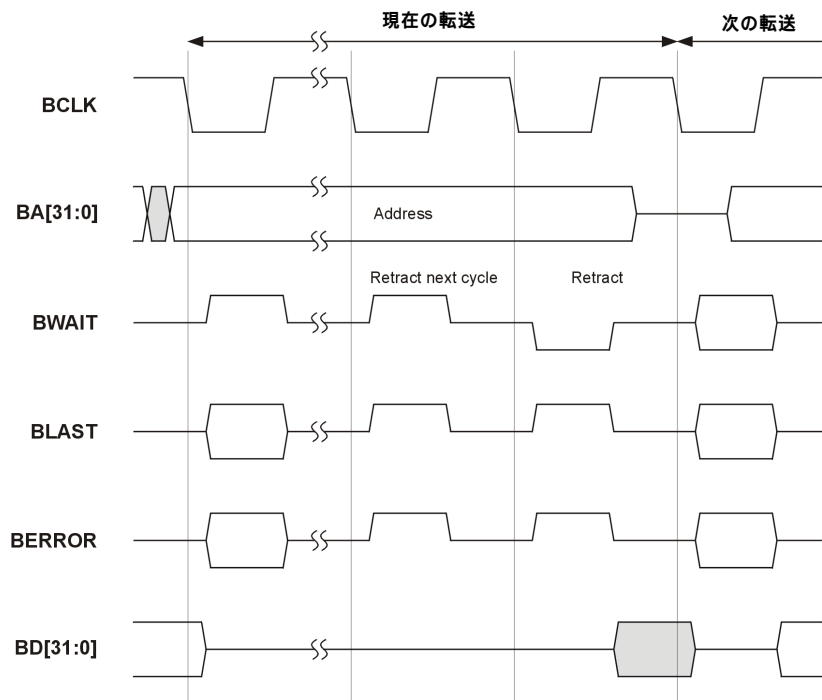 現在の転送
次の転送
BCLK
BA[31:0]
Address
Retract next cycle
Retract
BWAIT
BLAST
BERROR
BD[31:0]